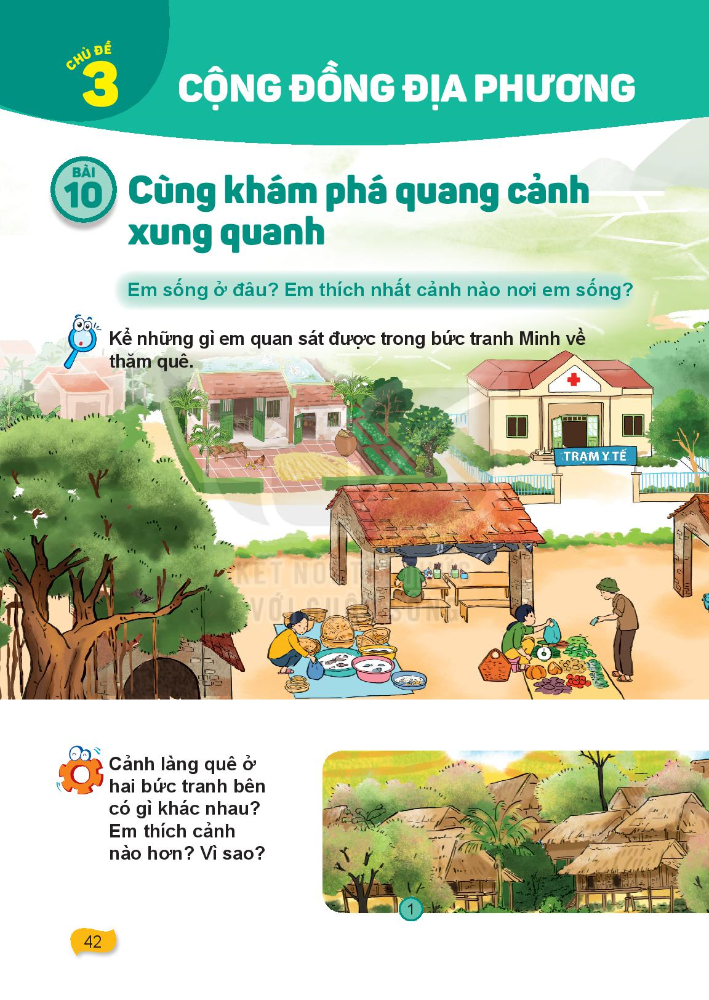 CHỦ ĐỀ
3
CỘNG ĐỒNG ĐỊA PHƯƠNG
BÀI
10
Cùng khám phá quang cảnh
xung quanh
Em sống ở đâu? Em thích nhất cảnh nào nơi em sống?
Kể những gì em quan sát được trong bức tranh Minh về
thăm quê.
TRẠM Y TẾ
KẾT NỐI TRI THỨC
VỚI CUỘC SỐNG
Cảnh làng quê ở
hai bức tranh bên
có gì khác nhau?
Em thích cảnh
nào hơn? Vì sao?
1
42